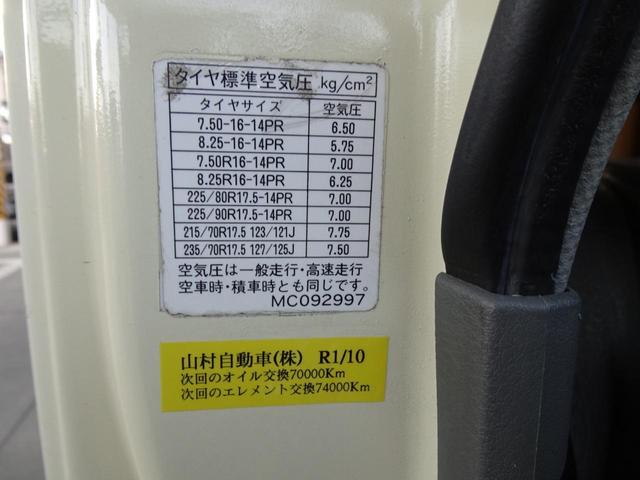 タイヤ標準空気圧 kg/cm²
タイヤサイズ 空気圧
7.50-16-14PR 6.50
8.25-16-14PR 5.75
7.50R16-14PR 7.00
8.25R16-14PR 6.25
225/80R17.5-14PR 7.00
225/90R17.5-14PR 7.00
215/70R17.5 123/121J 7.75
235/70R17.5 127/125J 7.50
空気圧は一般走行・高速走行
空車時・積車時とも同じです。
MC092997
山村自動車(株) R1/10
次回のオイル交換70000Km
次回のエレメント交換74000Km